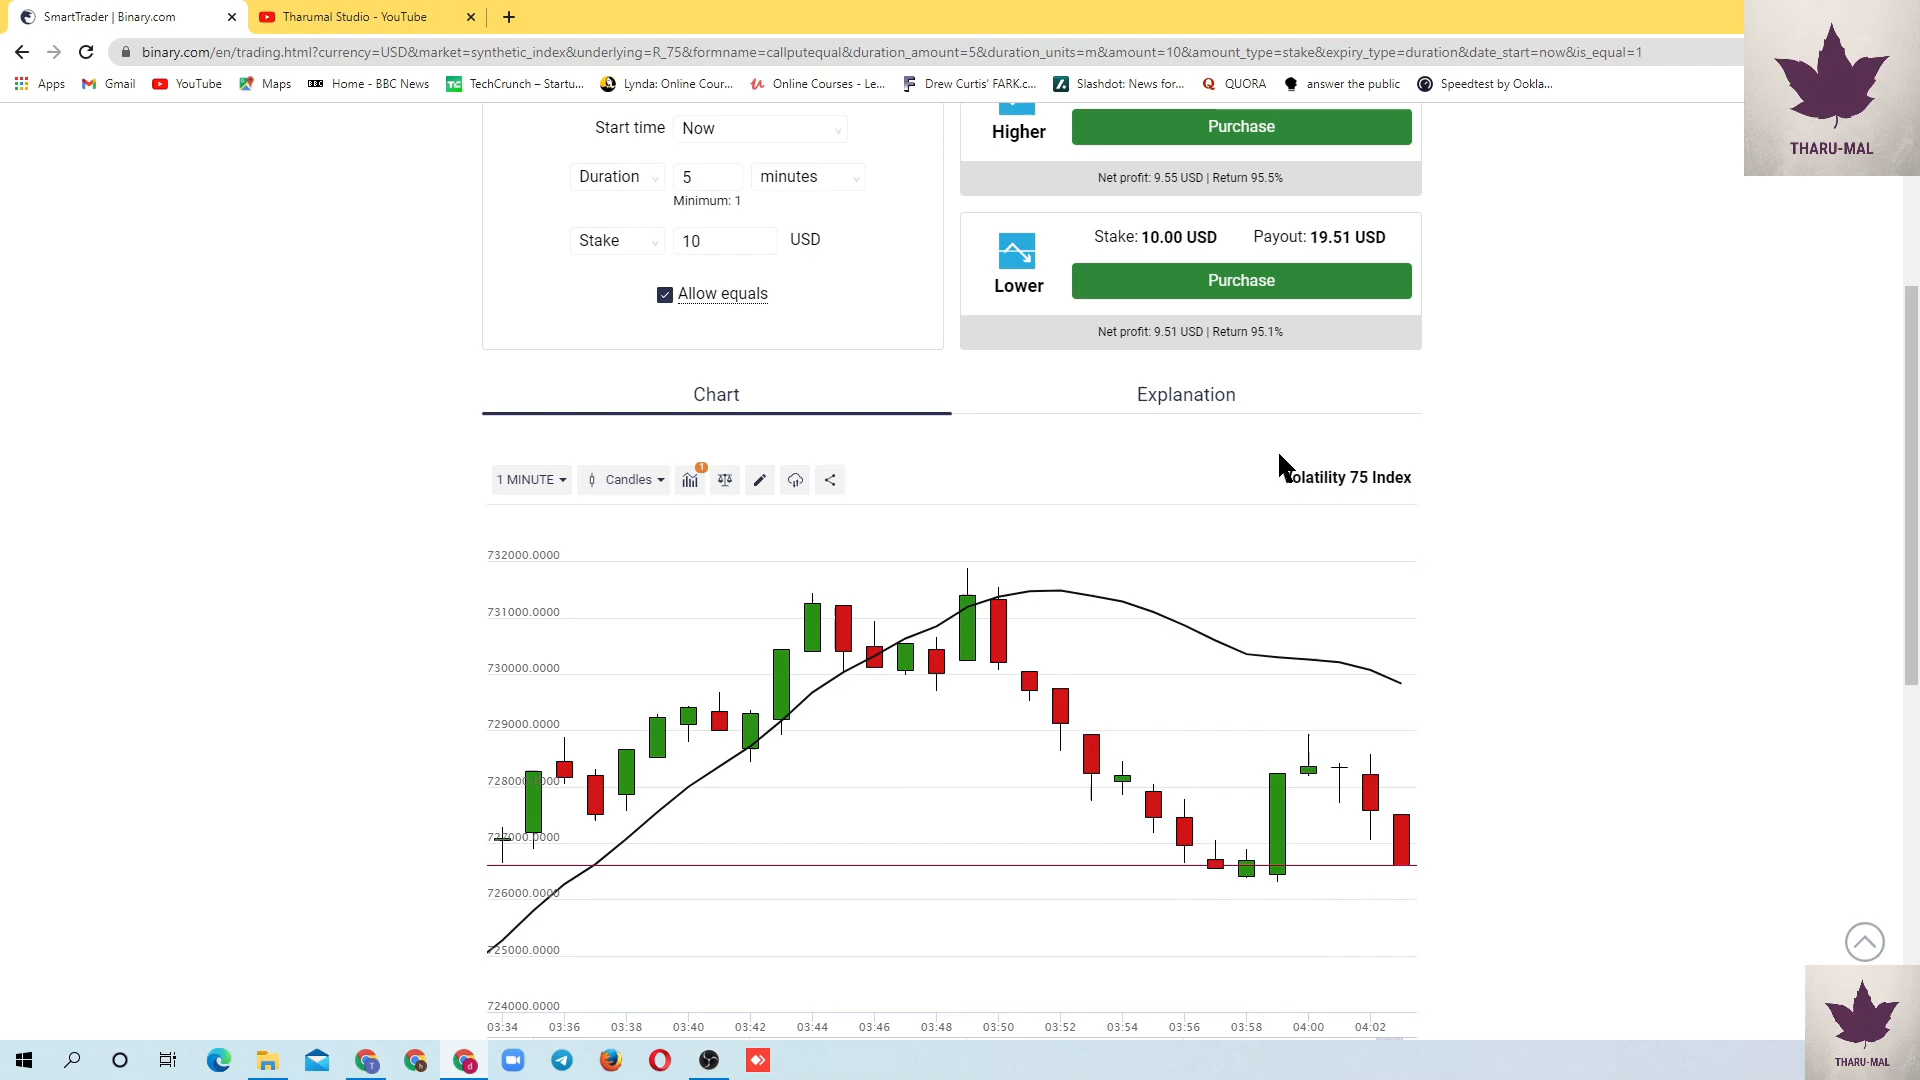 SmartTrader | Binary.com
Tharumal Studio - YouTube
binary.com/en/trading.html?currency=USD&market=synthetic_index&underlying=R_75&formname=callputequal&duration_amount=5&duration_units=m&amount=10&amount_type=stake&expiry_type=duration&date_start=now&is_equal=1
Apps Gmail YouTube Maps Home - BBC News TechCrunch – Startu... Lynda: Online Cour... Online Courses - Le... Drew Curtis' FARK.c... Slashdot: News for... QUORA answer the public Speedtest by Ookla...
THARU-MAL
Start time Now
Duration 5 minutes
Minimum: 1
Stake 10 USD
Allow equals
Higher Purchase
Net profit: 9.55 USD | Return 95.5%
Stake: 10.00 USD Payout: 19.51 USD
Lower Purchase
Net profit: 9.51 USD | Return 95.1%
Chart Explanation
1 MINUTE Candles 1
olatility 75 Index
732000.0000
731000.0000
730000.0000
729000.0000
728000.0000
727000.0000
726000.0000
725000.0000
724000.0000
03:34 03:36 03:38 03:40 03:42 03:44 03:46 03:48 03:50 03:52 03:54 03:56 03:58 04:00 04:02
THARU-MAL